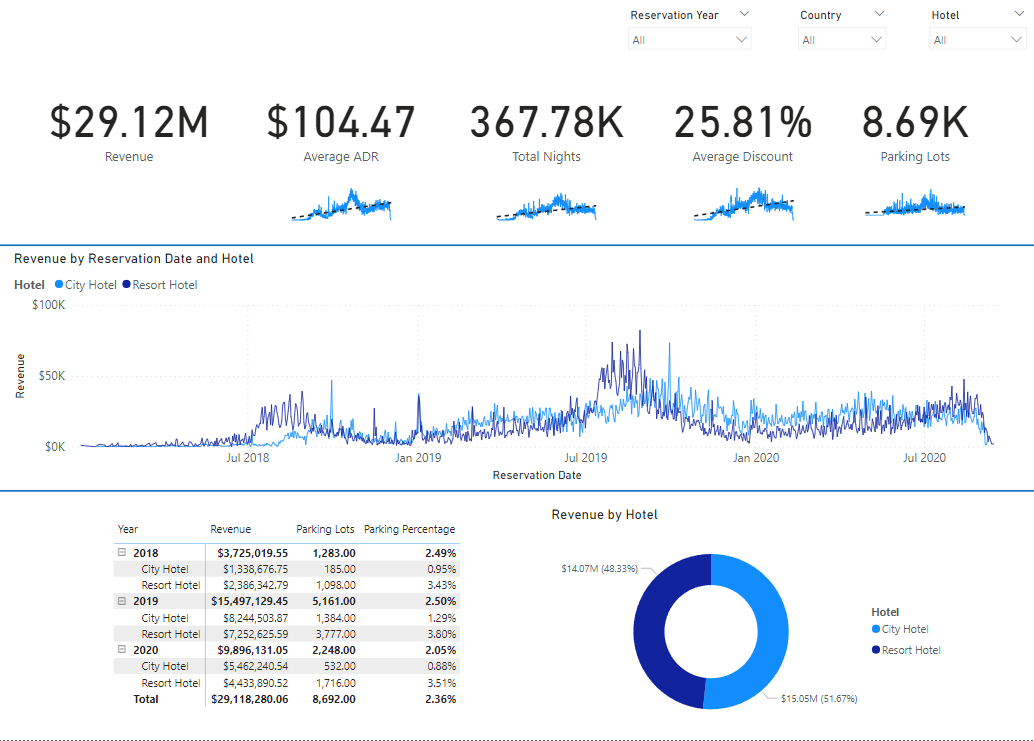 Reservation Year Country Hotel
All All All
$29.12M $104.47 367.78K 25.81% 8.69K
Revenue Average ADR Total Nights Average Discount Parking Lots
Revenue by Reservation Date and Hotel
Hotel City Hotel Resort Hotel
$100K
$50K
$0K
Revenue
Jul 2018 Jan 2019 Jul 2019 Jan 2020 Jul 2020
Reservation Date
Year Revenue Parking Lots Parking Percentage
2018 $3,725,019.55 1,283.00 2.49%
City Hotel $1,338,676.75 185.00 0.95%
Resort Hotel $2,386,342.79 1,098.00 3.43%
2019 $15,497,129.45 5,161.00 2.50%
City Hotel $8,244,503.87 1,384.00 1.29%
Resort Hotel $7,252,625.59 3,777.00 3.80%
2020 $9,896,131.05 2,248.00 2.05%
City Hotel $5,462,240.54 532.00 0.88%
Resort Hotel $4,433,890.52 1,716.00 3.51%
Total $29,118,280.06 8,692.00 2.36%
Revenue by Hotel
$14.07M (48.33%)
$15.05M (51.67%)
Hotel
City Hotel
Resort Hotel